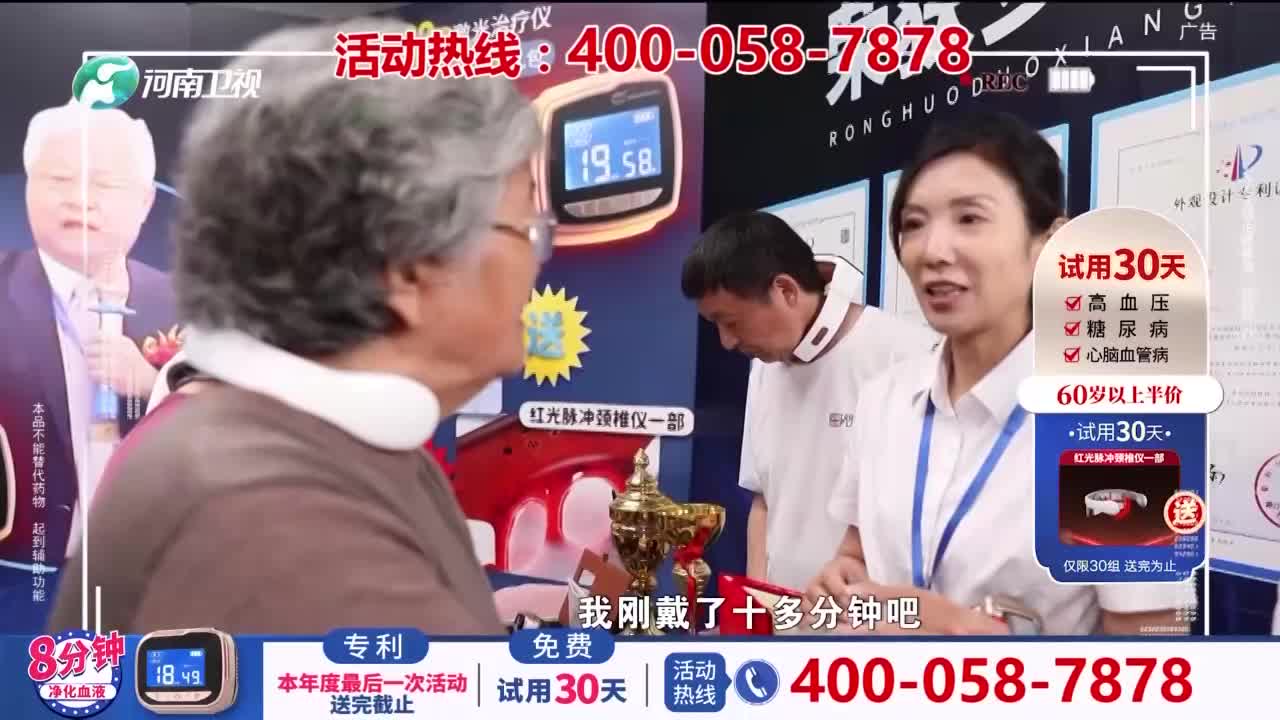 活动热线：400-058-7878
广告
河南卫视
激光治疗仪
REC
RONGHUO
XIANG
19 58
外观设计专利
送
红光脉冲颈椎仪一部
本品不能替代药物 起到辅助功能
试用30天
高血压
糖尿病
心脑血管病
60岁以上半价
·试用30天·
红光脉冲颈椎仪一部
送
仅限30组 送完为止
我刚戴了十多分钟吧
8分钟
净化血液
18 49
专利
本年度最后一次活动
送完截止
免费
试用30天
活动
热线
400-058-7878